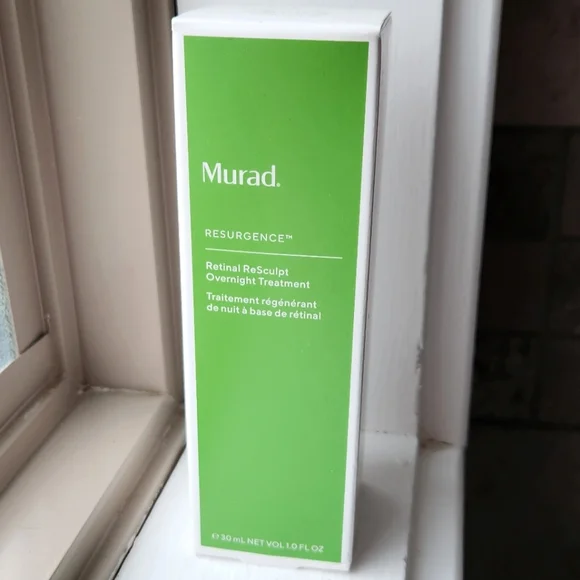 Murad.
RESURGENCE™
Retinal ReSculpt
Overnight Treatment
Traitement régénérant
de nuit à base de rétinal
℮30 mL NET VOL 1.0 FL OZ